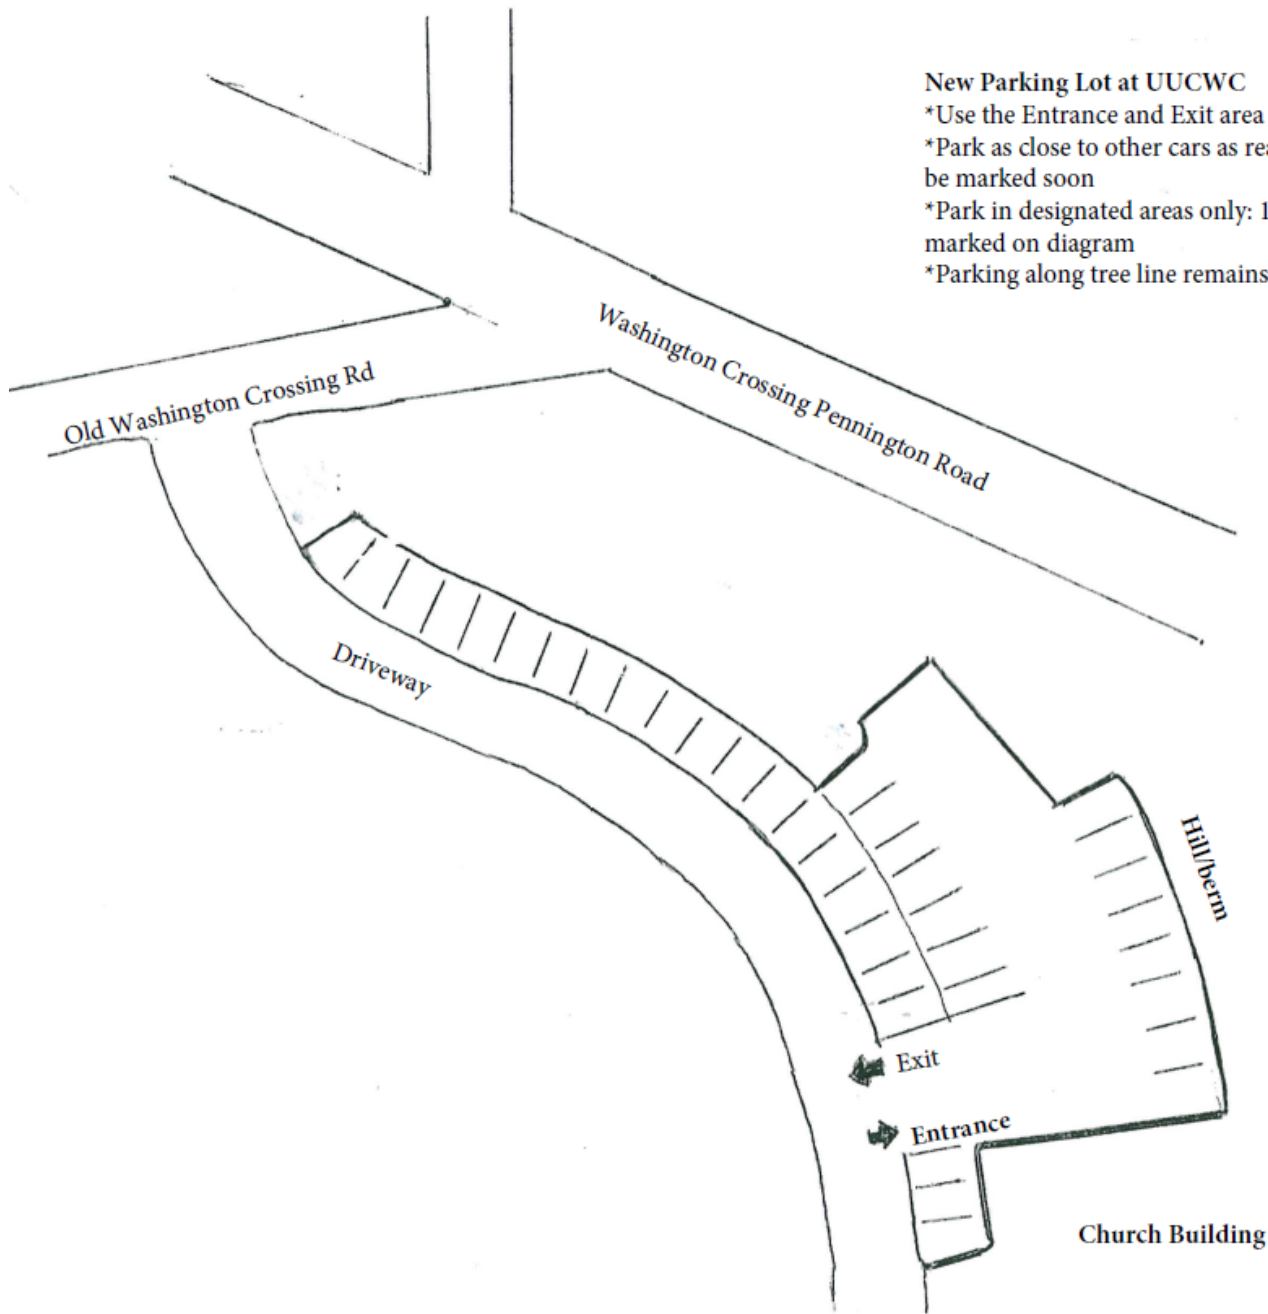 New Parking Lot at UUCWC
*Use the Entrance and Exit area
*Park as close to other cars as
be marked soon
*Park in designated areas only:
marked on diagram
*Parking along tree line remains
Washington Crossing Pennington Road
Old Washington Crossing Rd
Driveway
Hill/berm
Exit
Entrance
Church Building